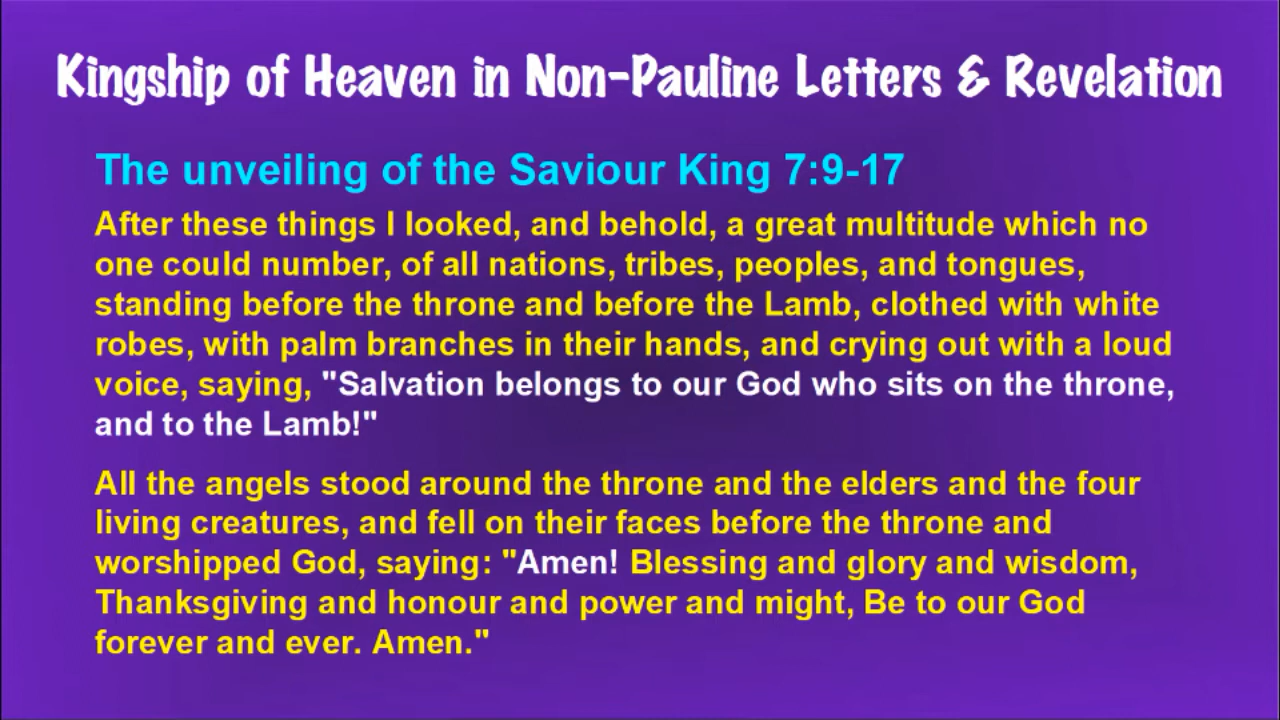 Kingship of Heaven in Non-Pauline Letters & Revelation
The unveiling of the Saviour King 7:9-17
After these things I looked, and behold, a great multitude which no
one could number, of all nations, tribes, peoples, and tongues,
standing before the throne and before the Lamb, clothed with white
robes, with palm branches in their hands, and crying out with a loud
voice, saying, "Salvation belongs to our God who sits on the throne,
and to the Lamb!"
All the angels stood around the throne and the elders and the four
living creatures, and fell on their faces before the throne and
worshipped God, saying: "Amen! Blessing and glory and wisdom,
Thanksgiving and honour and power and might, Be to our God
forever and ever. Amen."